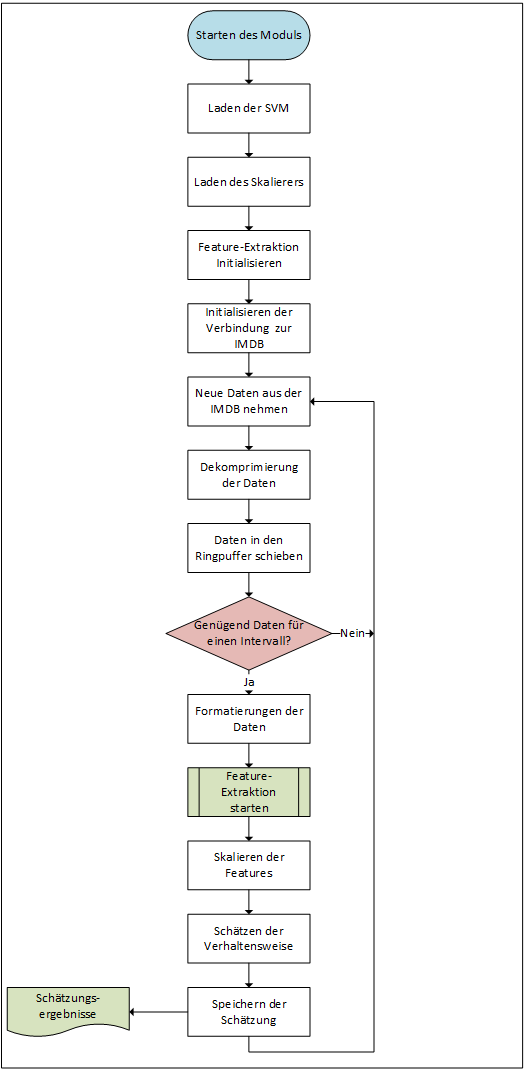 Starten des Moduls
Laden der SVM
Laden des Skalierers
Feature-Extraktion
Initialisieren
Initialisieren der
Verbindung zur
IMDB
Neue Daten aus der
IMDB nehmen
Dekomprimierung
der Daten
Daten in den
Ringpuffer schieben
Genügend Daten für
einen Intervall?
Nein
Ja
Formatierungen der
Daten
Feature-
Extraktion
starten
Skalieren der
Features
Schätzen der
Verhaltensweise
Speichern der
Schätzung
Schätzungs-
ergebnisse